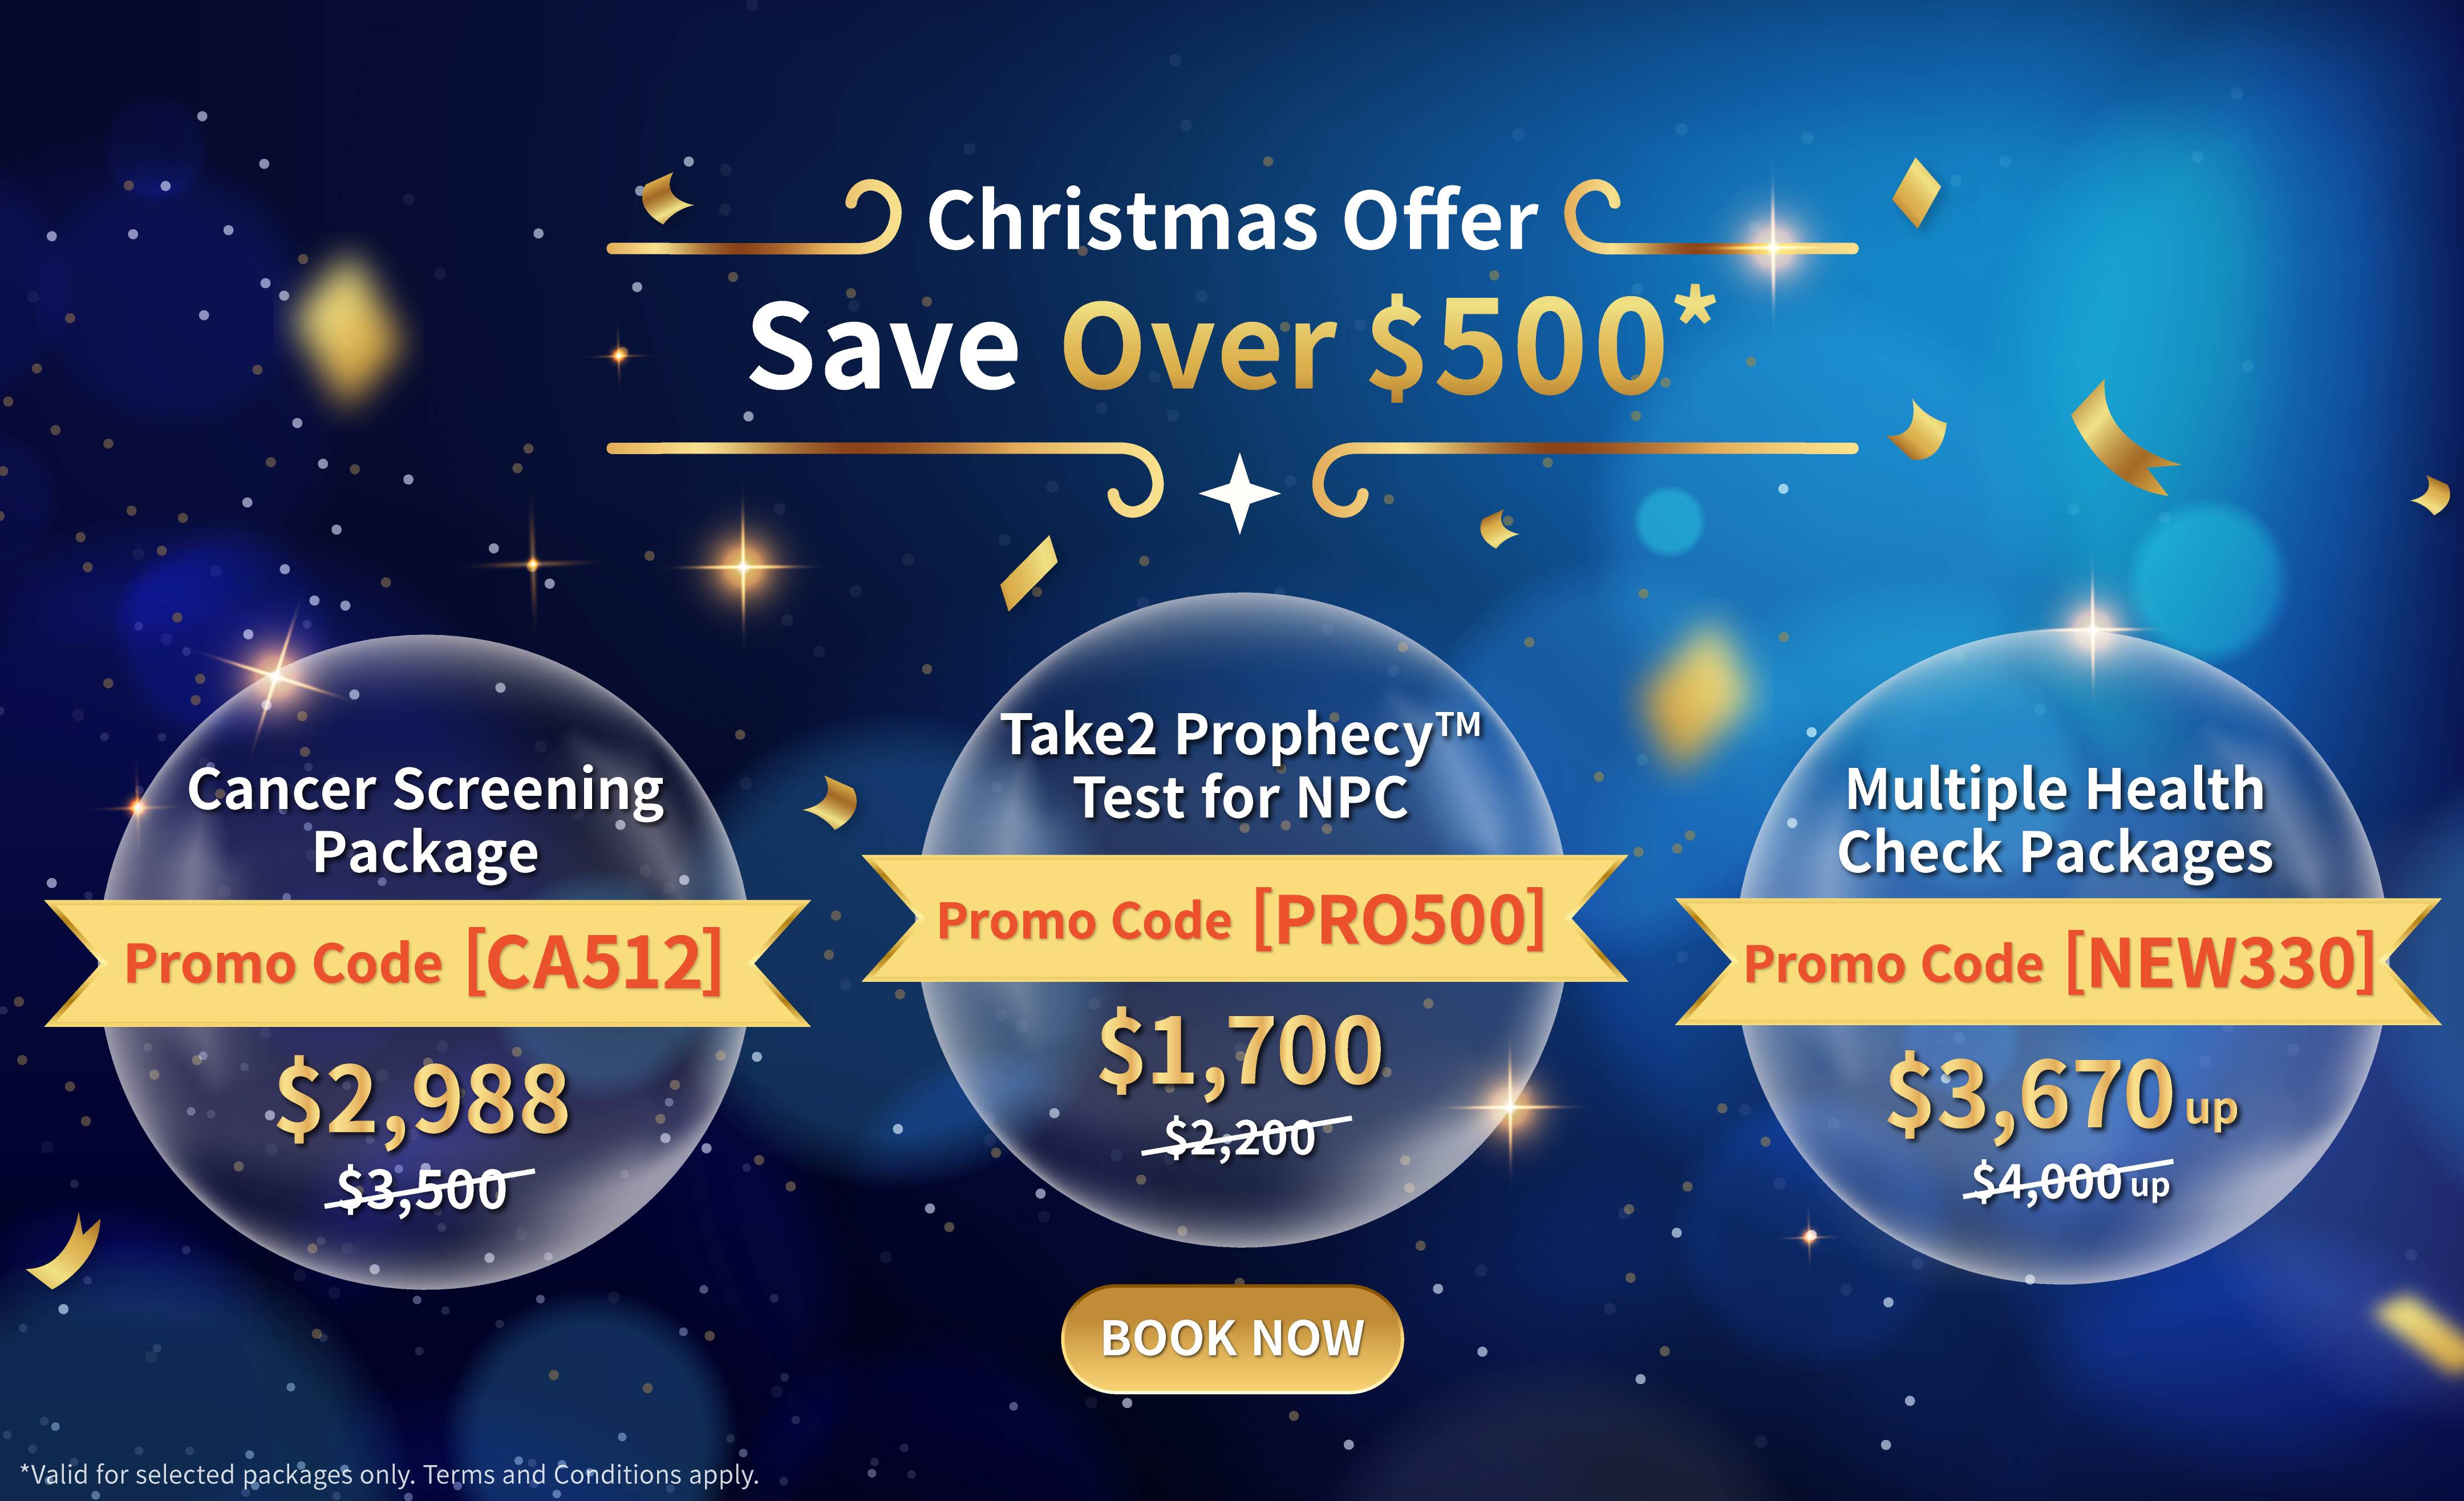 Christmas Offer
Save Over $500*
Cancer Screening
Package
Promo Code [CA512]
$2,988
$3,500
Take2 Prophecy™
Test for NPC
Promo Code [PRO500]
$1,700
$2,200
Multiple Health
Check Packages
Promo Code [NEW330]
$3,670 up
$4,000 up
BOOK NOW
*Valid for selected packages only. Terms and Conditions apply.